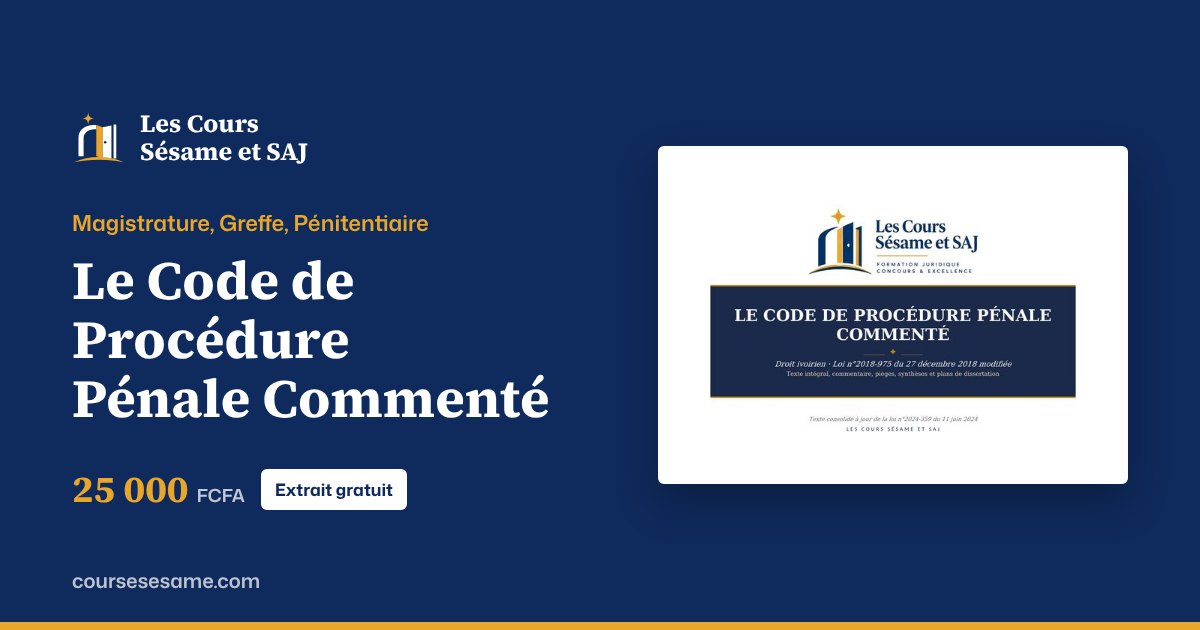 Les Cours
Sésame et SAJ
Magistrature, Greffe, Pénitentiaire
Le Code de
Procédure
Pénale Commenté
25 000 FCFA
Extrait gratuit
coursesesame.com
Les Cours
Sésame et SAJ
FORMATION JURIDIQUE
CONCOURS & EXCELLENCE
LE CODE DE PROCÉDURE PÉNALE
COMMENTÉ
Droit ivoirien · Loi n°2018-975 du 27 décembre 2018 modifiée
Texte intégral, commentaire, pièges, synthèses et plans de dissertation
Texte consolidé à jour de la loi n°2024-359 du 11 juin 2024
LES COURS SÉSAME ET SAJ